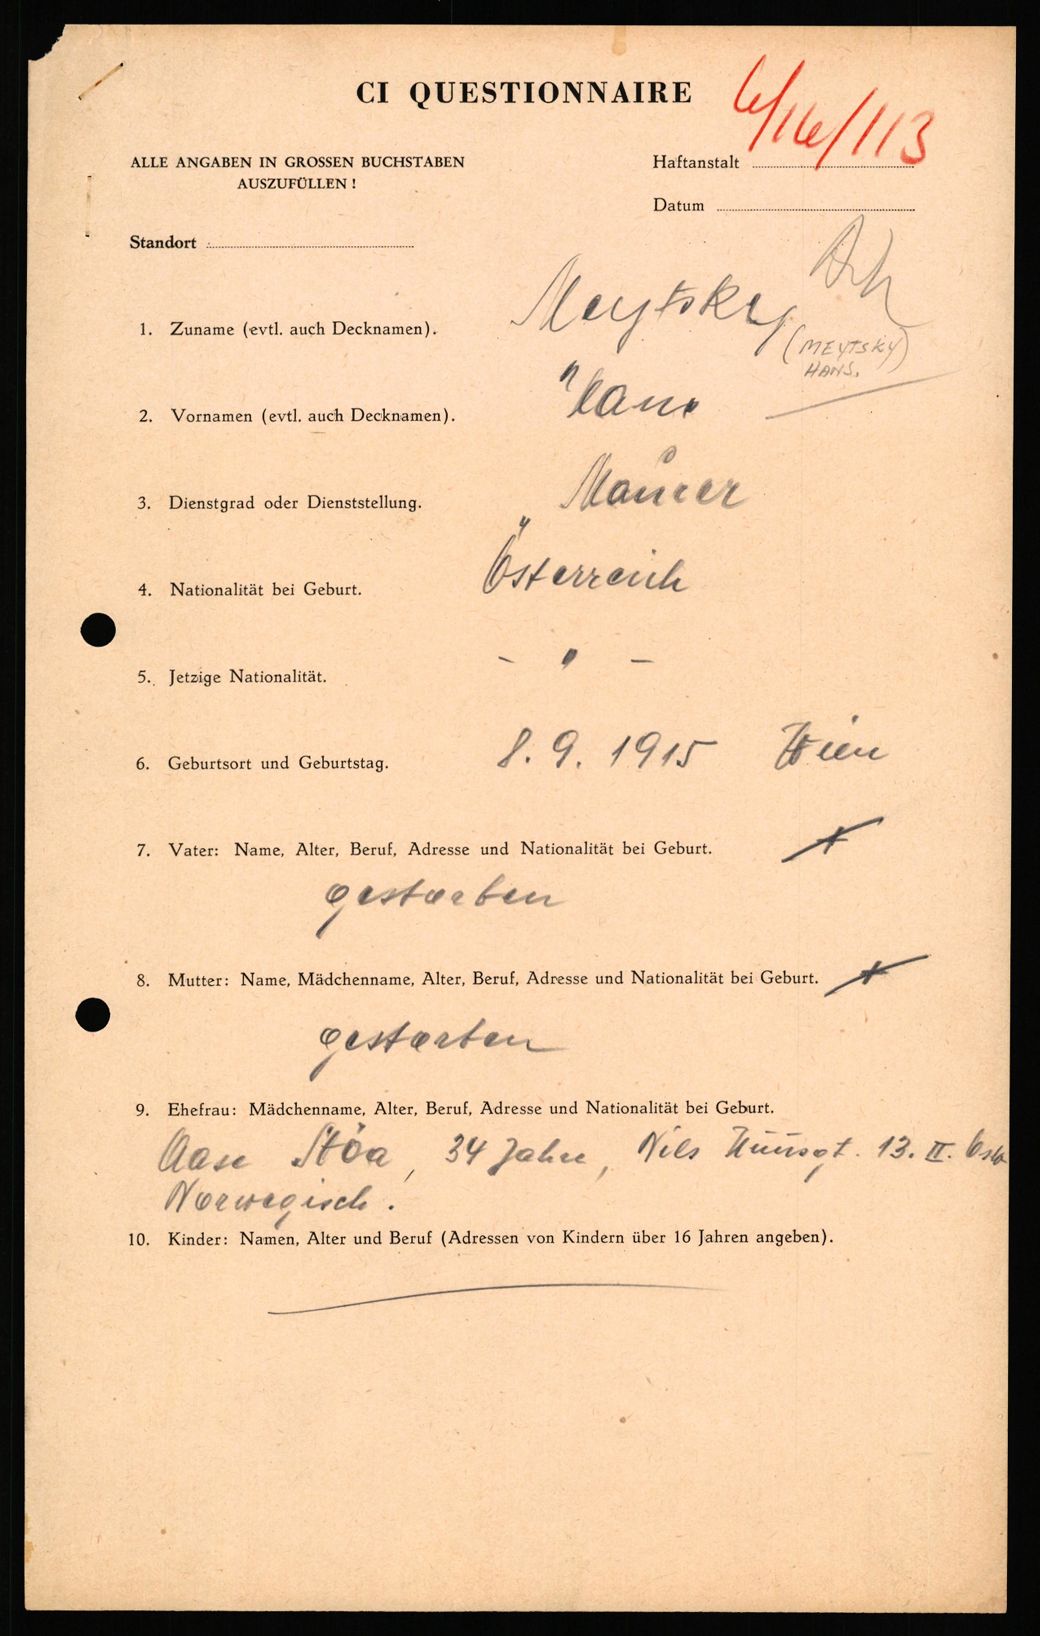 CI QUESTIONNAIRE
6/16/113
ALLE ANGABEN IN GROSSEN BUCHSTABEN
AUSZUFÜLLEN !
Haftanstalt
Datum
Standort
1. Zuname (evtl. auch Decknamen). Meytsky
(MEYTSKY)
HANS.
2. Vornamen (evtl. auch Decknamen). Hans
3. Dienstgrad oder Dienststellung. Maurer
4. Nationalität bei Geburt. Österreich
5. Jetzige Nationalität. - " -
6. Geburtsort und Geburtstag. 8. 9. 1915 Wien
7. Vater: Name, Alter, Beruf, Adresse und Nationalität bei Geburt.
gestorben
8. Mutter: Name, Mädchenname, Alter, Beruf, Adresse und Nationalität bei Geburt.
gestorben
9. Ehefrau: Mädchenname, Alter, Beruf, Adresse und Nationalität bei Geburt.
Aase Stöa, 34 Jahre, Nils 13. II. Oslo
Norwegisch.
10. Kinder: Namen, Alter und Beruf (Adressen von Kindern über 16 Jahren angeben).